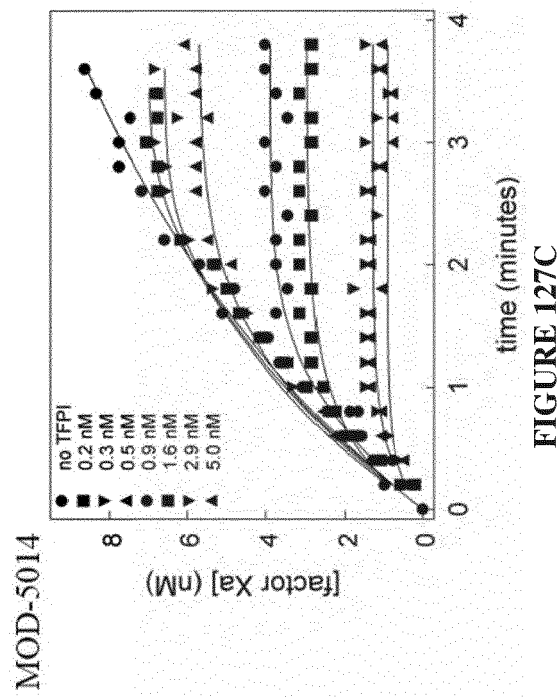 MOD-5014
no TFPI
0.2 nM
0.3 nM
0.5 nM
0.9 nM
1.6 nM
2.9 nM
5.0 nM
[factor Xa] (nM)
8
6
4
2
0
0
1
2
3
4
time (minutes)
FIGURE 127C